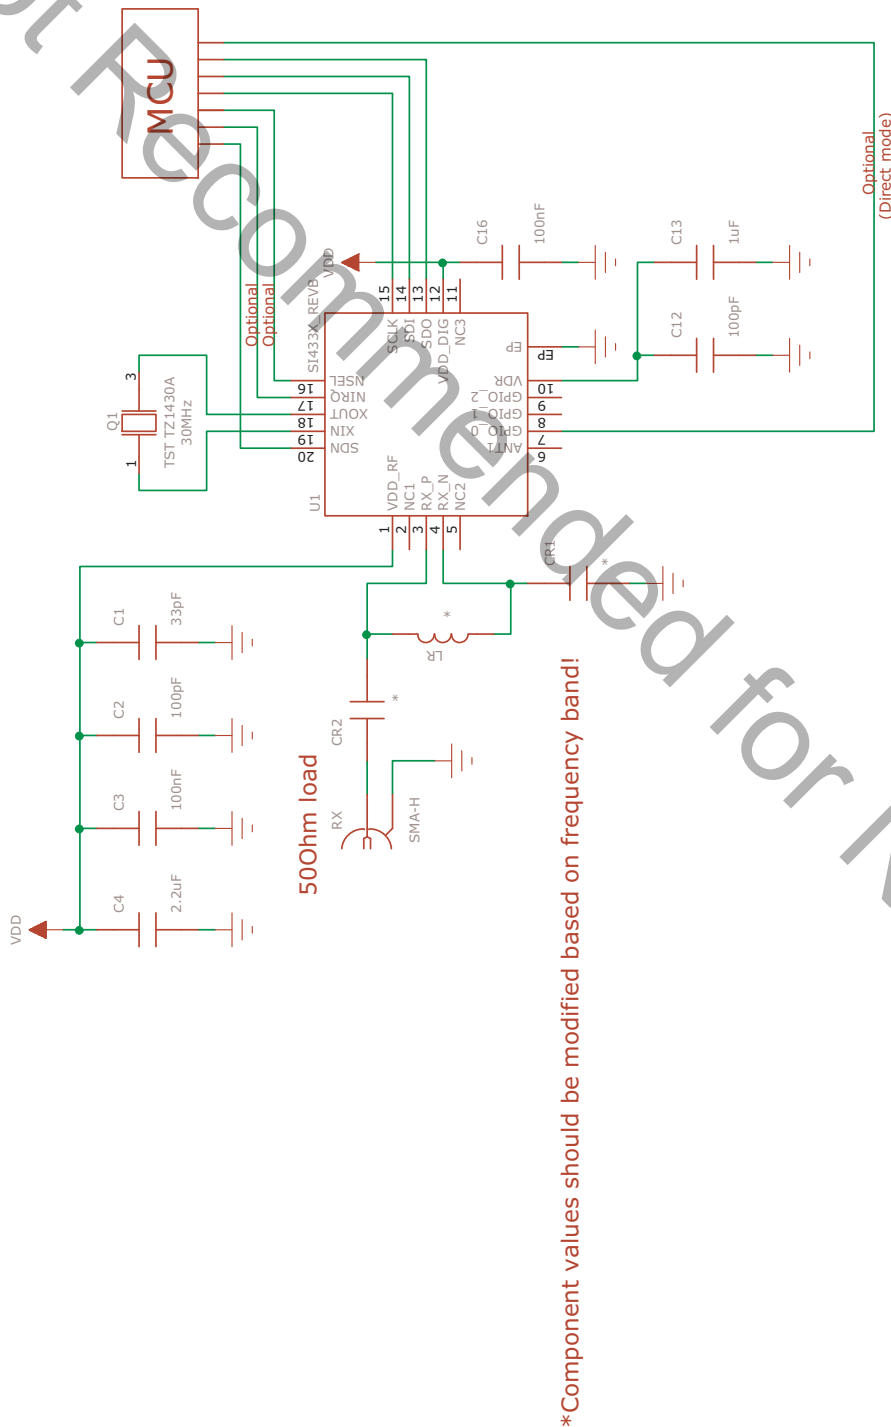 MCU
Optional
(Direct mode)
Optional
Optional
VDD
C16
100nF
C13
1uF
C12
100pF
SI433X_REVB
U1
15
14
13
12
11
SCLK
SDI
SDO
VDD_DIG
NC3
EP
EP
VDR
GPIO_2
GPIO_1
GPIO_0
ANT1
10
9
8
7
6
NSEL
NIRQ
XOUT
XIN
SDN
16
17
18
19
20
VDD_RF
NC1
RX_P
RX_N
NC2
1
2
3
4
5
Q1
3
1
TST TZ1430A
30MHz
C1
33pF
C2
100pF
C3
100nF
C4
2.2uF
VDD
CR1
*
LR
*
CR2
*
RX
SMA-H
50Ohm load
*Component values should be modified based on frequency band!
Recommended for